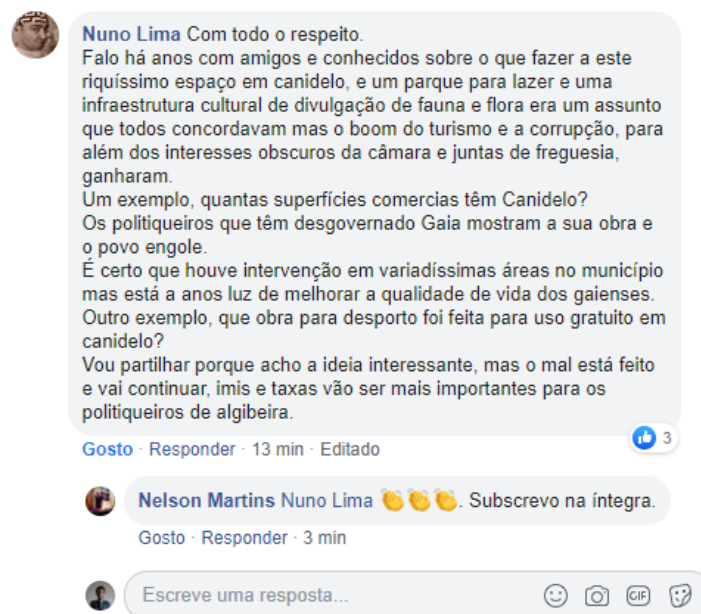 Nuno Lima Com todo o respeito.
Falo há anos com amigos e conhecidos sobre o que fazer a este
riquíssimo espaço em canidelo, e um parque para lazer e uma
infraestrutura cultural de divulgação de fauna e flora era um assunto
que todos concordavam mas o boom do turismo e a corrupção, para
além dos interesses obscuros da câmara e juntas de freguesia,
ganharam.
Um exemplo, quantas superfícies comercias têm Canidelo?
Os politiqueiros que têm desgovernado Gaia mostram a sua obra e
o povo engole.
É certo que houve intervenção em variadíssimas áreas no município
mas está a anos luz de melhorar a qualidade de vida dos gaienses.
Outro exemplo, que obra para desporto foi feita para uso gratuito em
canidelo?
Vou partilhar porque acho a ideia interessante, mas o mal está feito
e vai continuar, imis e taxas vão ser mais importantes para os
politiqueiros de algibeira.
3
Gosto · Responder · 13 min · Editado
Nelson Martins Nuno Lima 👏👏👏. Subscrevo na íntegra.
Gosto · Responder · 3 min
Escreve uma resposta...
GIF